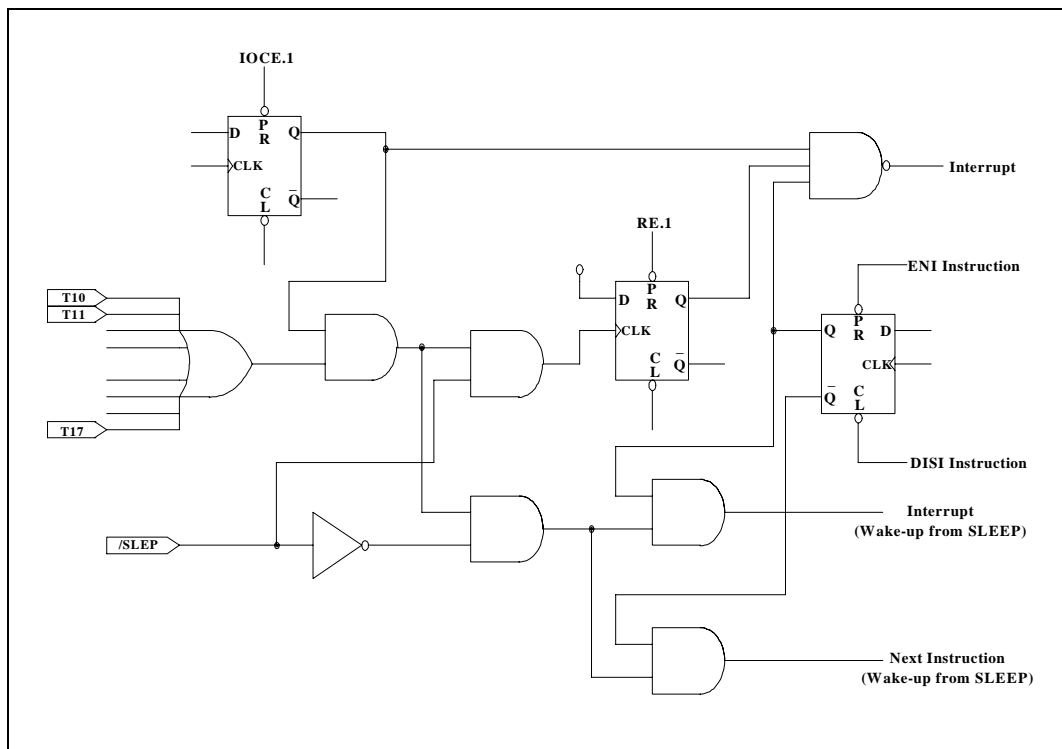 IOCE.1
D
P
R
Q
CLK
C
L
Q̅
Interrupt
RE.1
D
P
R
Q
CLK
C
L
Q̅
ENI Instruction
Q
P
R
D
CLK
Q̅
C
L
DISI Instruction
T10
T11
T17
/SLEP
Interrupt
(Wake-up from SLEEP)
Next Instruction
(Wake-up from SLEEP)